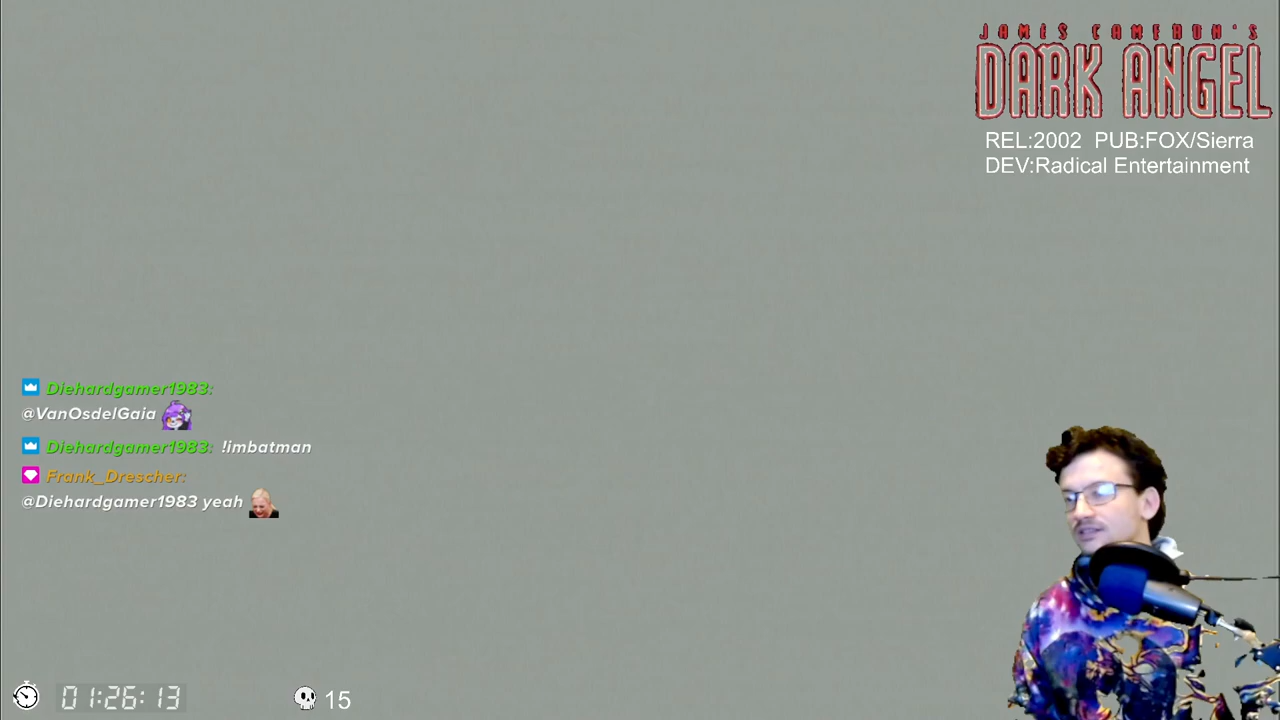 JAMES CAMERON'S
DARK ANGEL
REL:2002 PUB:FOX/Sierra
DEV:Radical Entertainment
Diehardgamer1983:
@VanOsdelGaia
Diehardgamer1983: !imbatman
Frank_Drescher:
@Diehardgamer1983 yeah
01:26:13
15